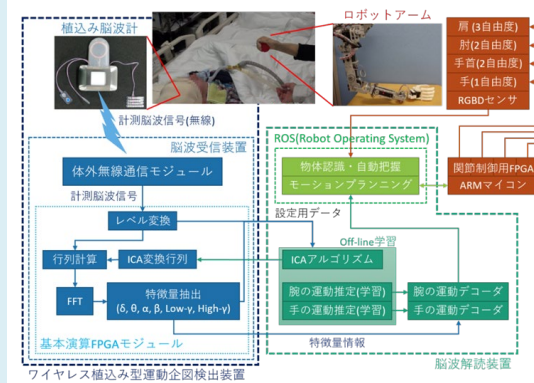 植込み脳波計
ロボットアーム
肩 (3自由度)
肘(2自由度)
手首(2自由度)
手(1自由度)
RGBDセンサ
計測脳波信号(無線)
脳波受信装置
体外無線通信モジュール
計測脳波信号
レベル変換
行列計算
ICA変換行列
FFT
特徴量抽出
(δ, θ, α, β, Low-γ, High-γ)
基本演算FPGAモジュール
ワイヤレス植込み型運動企図検出装置
ROS(Robot Operating System)
物体認識・自動把握
モーションプランニング
関節制御用FPGA
ARMマイコン
設定用データ
Off-line学習
ICAアルゴリズム
腕の運動推定(学習)
手の運動推定(学習)
腕の運動デコーダ
手の運動デコーダ
特徴量情報
脳波解読装置